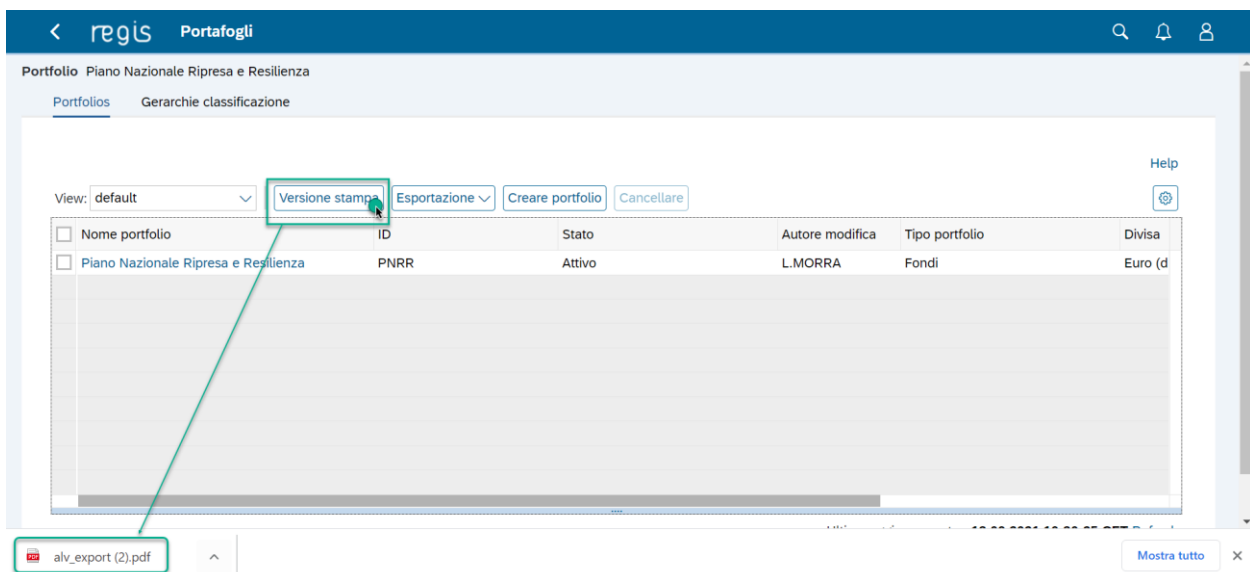 regis Portafogli
Portfolio Piano Nazionale Ripresa e Resilienza
Portfolios Gerarchie classificazione
Help
View: default Versione stampa Esportazione Creare portfolio Cancellare
Nome portfolio ID Stato Autore modifica Tipo portfolio Divisa
Piano Nazionale Ripresa e Resilienza PNRR Attivo L.MORRA Fondi Euro (d
alv_export (2).pdf Mostra tutto